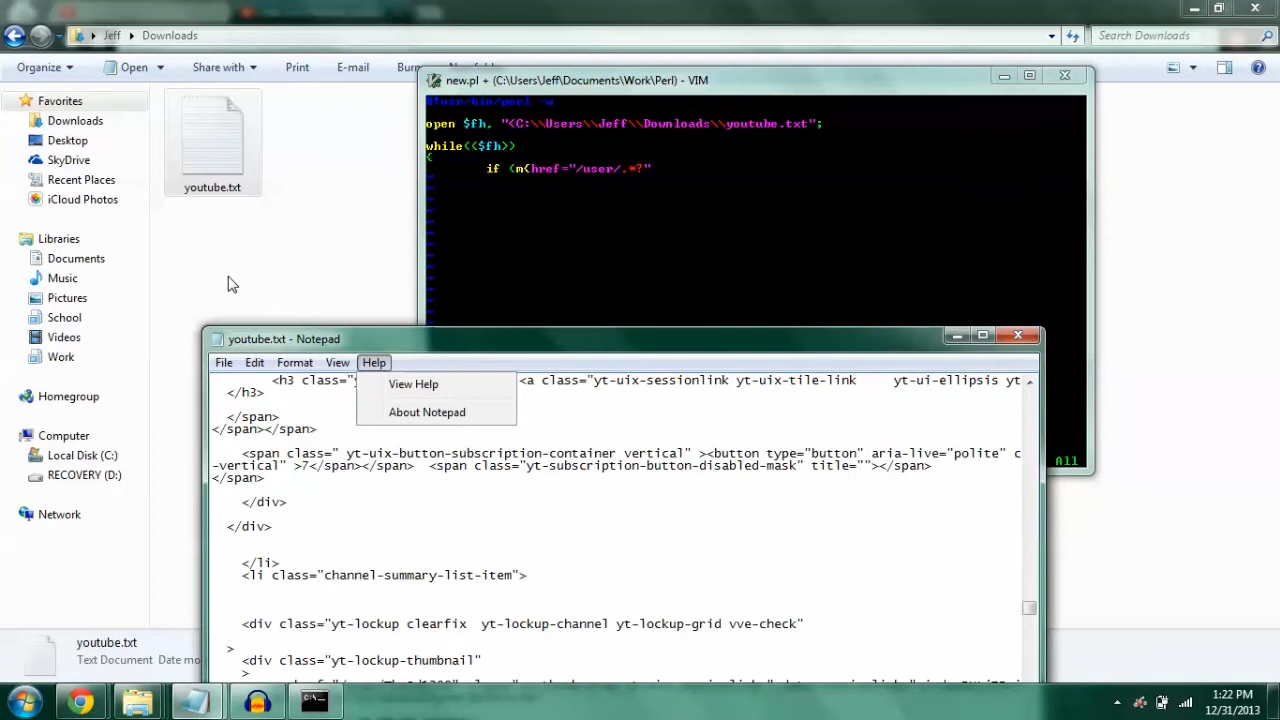 Jeff
Downloads
Search Downloads
Organize
Open
Share with
Print
E-mail
Burn
Favorites
Downloads
Desktop
SkyDrive
Recent Places
iCloud Photos
Libraries
Documents
Music
Pictures
School
Videos
Work
Homegroup
Computer
Local Disk (C:)
RECOVERY (D:)
Network
youtube.txt
new.pl + (C:\Users\Jeff\Documents\Work\Perl) - VIM
#!usr/bin/perl -w
open $fh, "<C:\\Users\\Jeff\\Downloads\\youtube.txt";
while(<$fh>)
{
if (m{href="/user/.*?"
~
~
~
~
~
~
~
~
~
~
~
~
~
All
youtube.txt - Notepad
File Edit Format View Help
View Help
About Notepad
<h3 class="y <a class="yt-uix-sessionlink yt-uix-tile-link yt-ui-ellipsis yt
</h3>
</span>
</span></span>
<span class=" yt-uix-button-subscription-container vertical" ><button type="button" aria-live="polite" c
-vertical" >7</span></span> <span class="yt-subscription-button-disabled-mask" title=""></span>
</span>
</div>
</div>
</li>
<li class="channel-summary-list-item">
<div class="yt-lockup clearfix yt-lockup-channel yt-lockup-grid vve-check"
>
<div class="yt-lockup-thumbnail"
>
youtube.txt
Text Document Date mo
1:22 PM
12/31/2013